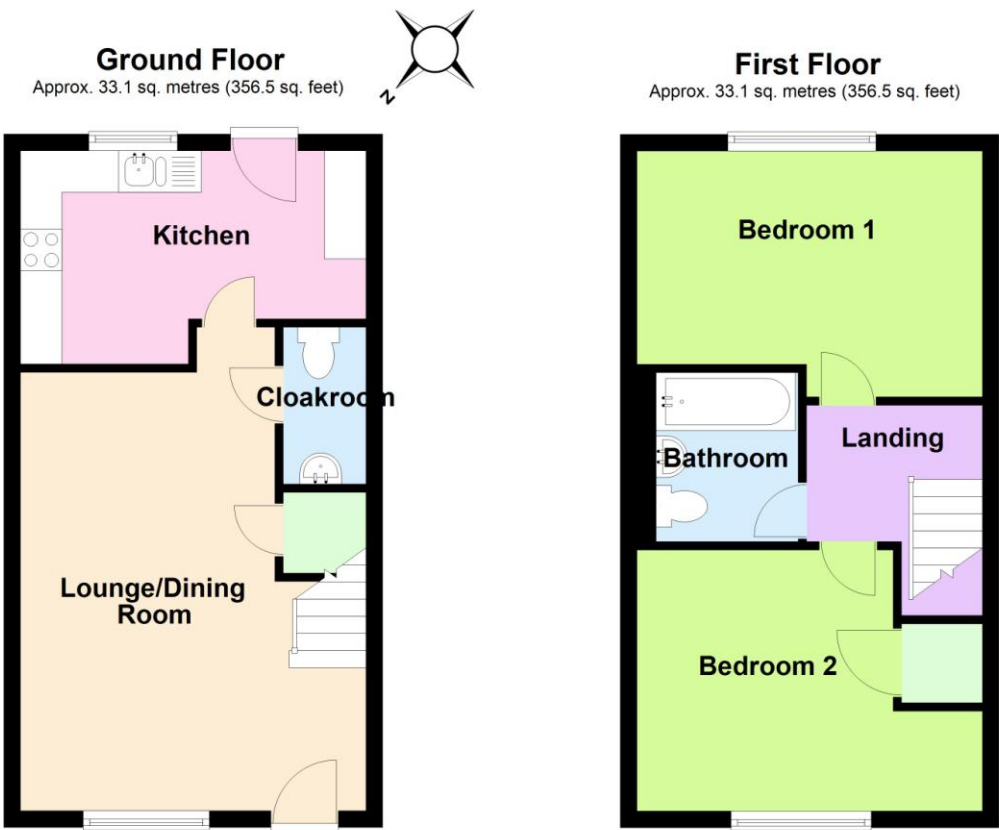 Ground Floor
Approx. 33.1 sq. metres (356.5 sq. feet)
N
Kitchen
Cloakroom
Lounge/Dining
Room
First Floor
Approx. 33.1 sq. metres (356.5 sq. feet)
Bedroom 1
Landing
Bathroom
Bedroom 2